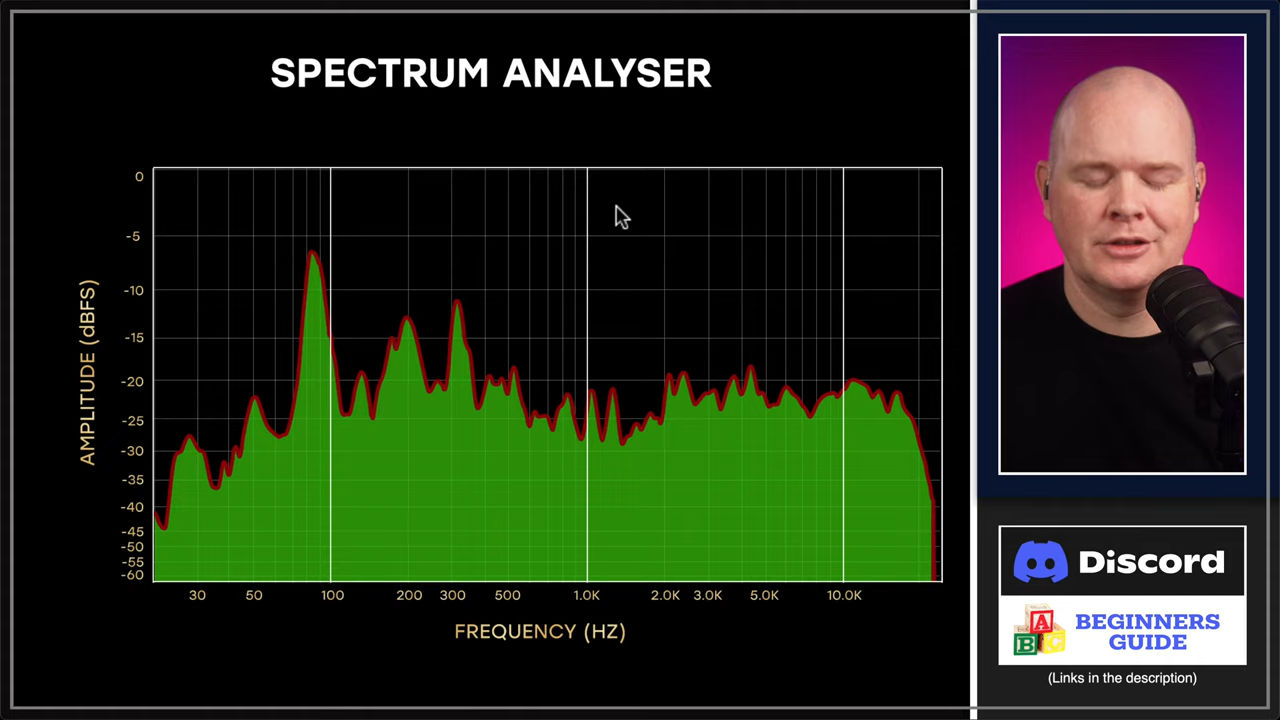 SPECTRUM ANALYSER
AMPLITUDE (dBFS)
0
-5
-10
-15
-20
-25
-30
-35
-40
-45
-50
-55
-60
30 50 100 200 300 500 1.0K 2.0K 3.0K 5.0K 10.0K
FREQUENCY (HZ)
Discord
A
B
C
BEGINNERS
GUIDE
(Links in the description)